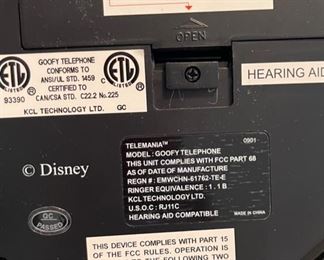 OPEN
ETL
GOOFY TELEPHONE
CONFORMS TO
ANSI/UL STD. 1459
CERTIFIED TO
CAN/CSA STD. C22.2 No.225
93390
KCL TECHNOLOGY LTD. QC
ETL
HEARING AID
© Disney
QC
PASSED
TELEMANIA™ 0901
MODEL : GOOFY TELEPHONE
THIS UNIT COMPLIES WITH FCC PART 68
AS OF DATE OF MANUFACTURE
REGN # : EMWCHN-61762-TE-E
RINGER EQUIVALENCE : 1 . 1 B
KCL TECHNOLOGY LTD.
U.S.O.C : RJ11C
HEARING AID COMPATIBLE MADE IN CHINA
THIS DEVICE COMPLIES WITH PART 15
OF THE FCC RULES. OPERATION IS
THE FOLLOWING TWO